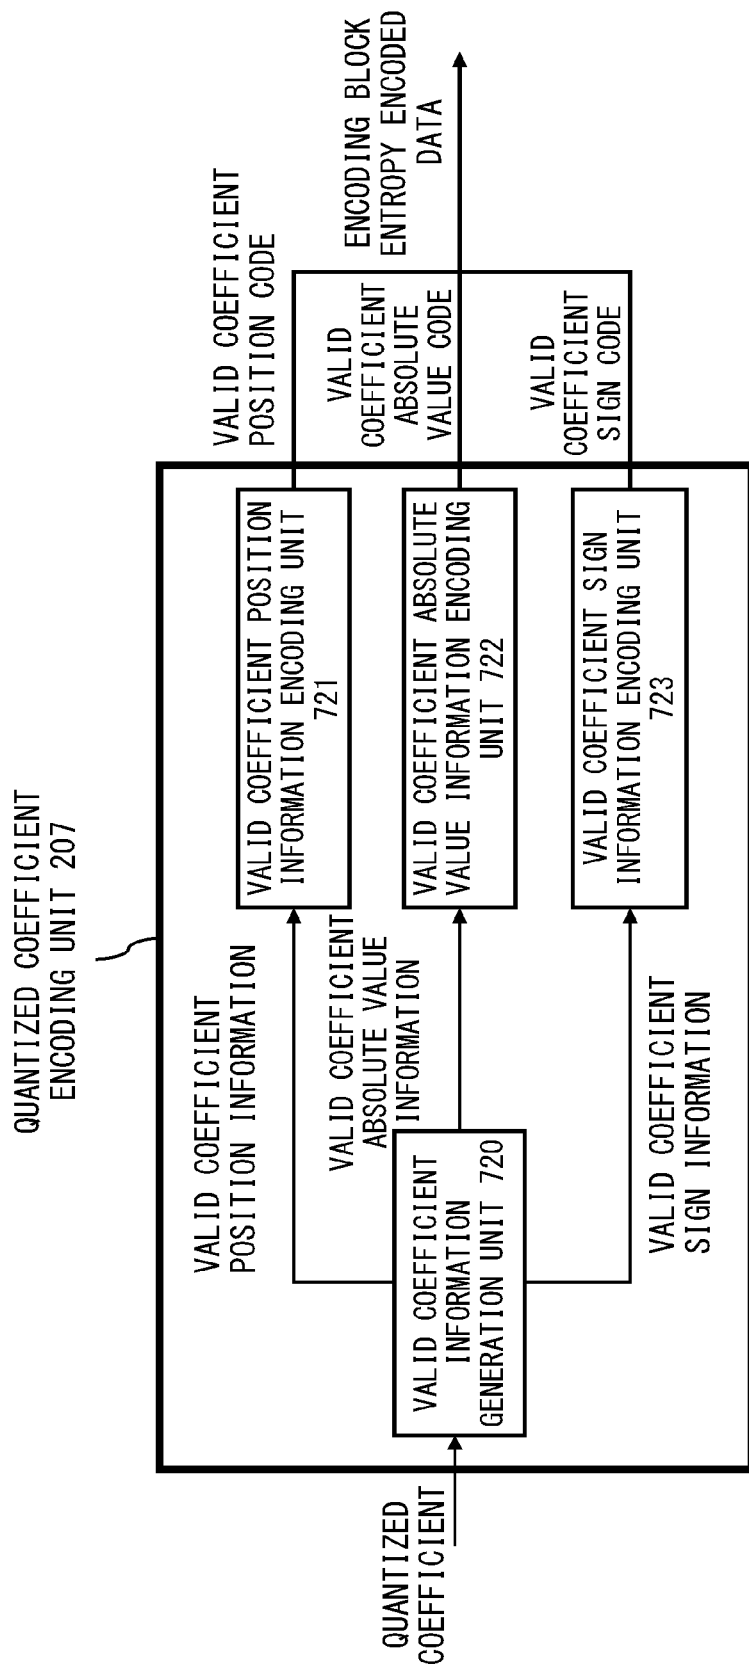 QUANTIZED COEFFICIENT
ENCODING UNIT 207
QUANTIZED
COEFFICIENT
VALID COEFFICIENT
INFORMATION
GENERATION UNIT 720
VALID COEFFICIENT
POSITION INFORMATION
VALID COEFFICIENT
ABSOLUTE VALUE
INFORMATION
VALID COEFFICIENT
SIGN INFORMATION
VALID COEFFICIENT POSITION
INFORMATION ENCODING UNIT
721
VALID COEFFICIENT ABSOLUTE
VALUE INFORMATION ENCODING
UNIT 722
VALID COEFFICIENT SIGN
INFORMATION ENCODING UNIT
723
VALID COEFFICIENT
POSITION CODE
VALID
COEFFICIENT
ABSOLUTE
VALUE CODE
VALID
COEFFICIENT
SIGN CODE
ENCODING BLOCK
ENTROPY ENCODED
DATA